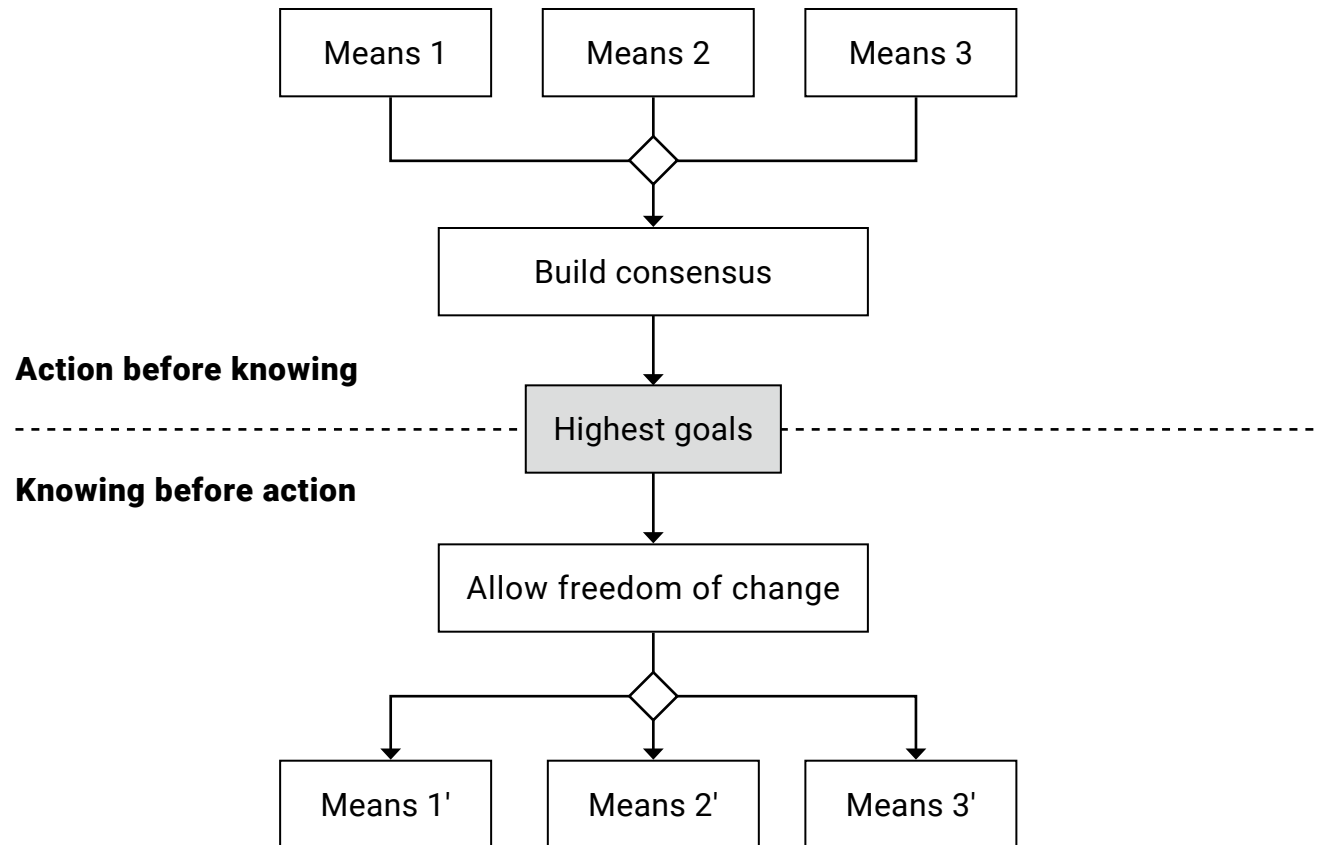 Means 1
Means 2
Means 3
Build consensus
Action before knowing
Highest goals
Knowing before action
Allow freedom of change
Means 1'
Means 2'
Means 3'